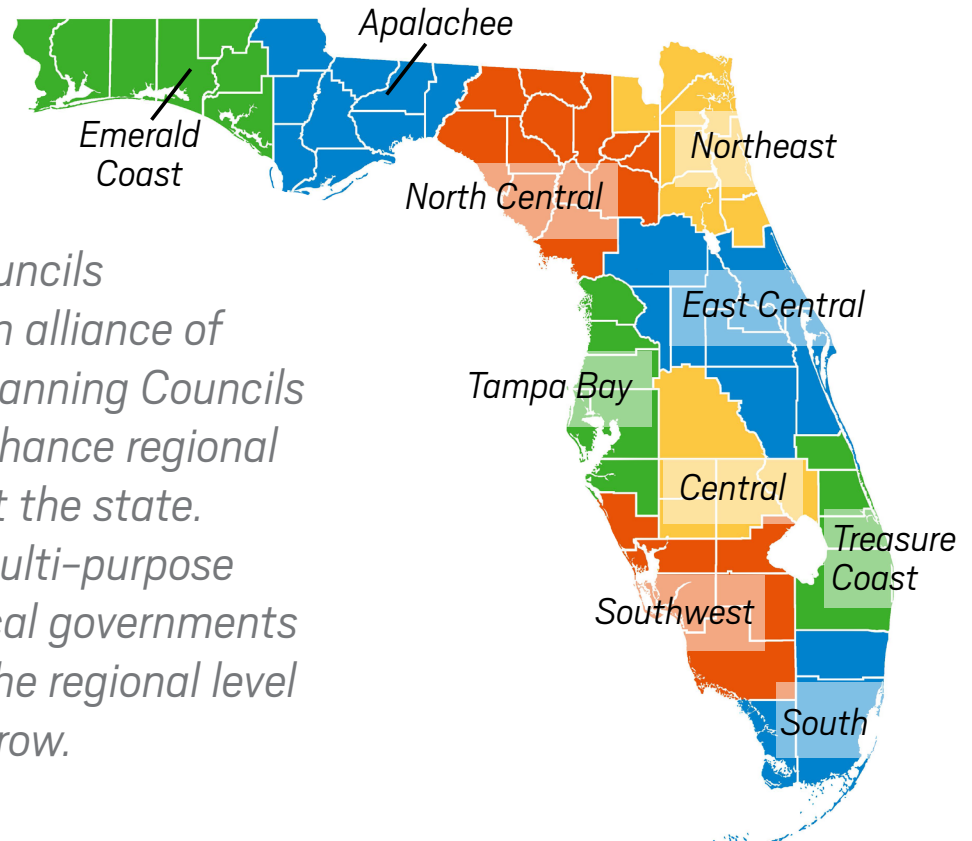 Apalachee
Emerald
Coast
Northeast
North Central
East Central
Tampa Bay
Central
Treasure
Coast
Southwest
South
uncils
n alliance of
anning Councils
hance regional
t the state.
ulti-purpose
cal governments
he regional level
row.